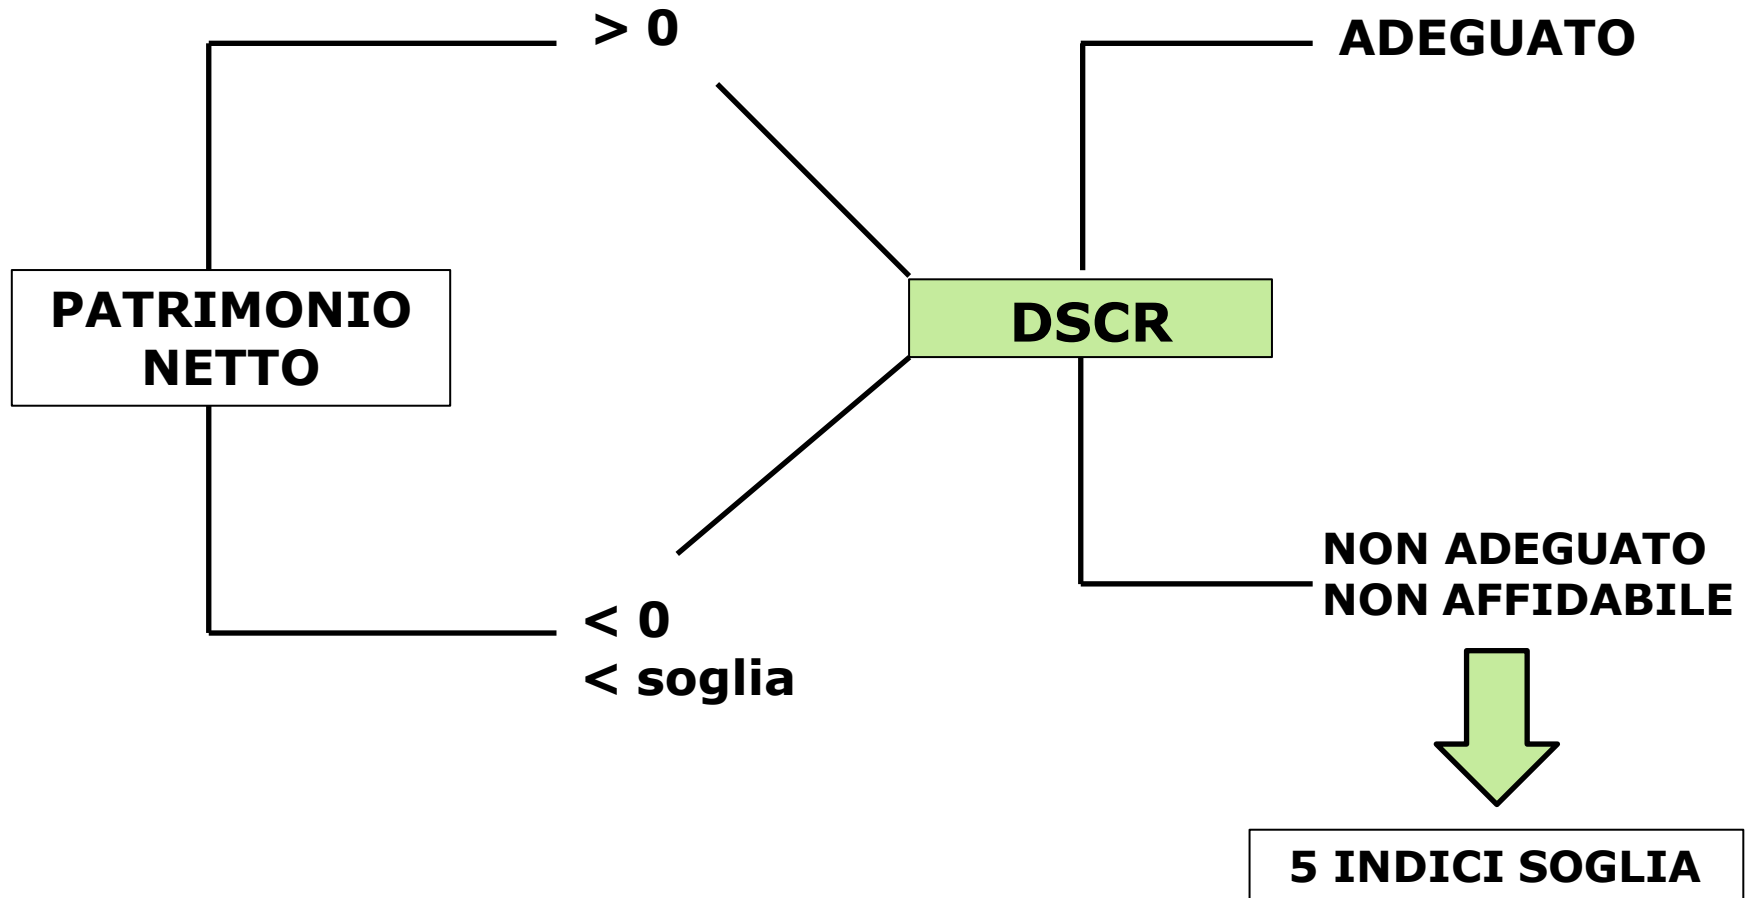 > 0
ADEGUATO
PATRIMONIO
NETTO
DSCR
NON ADEGUATO
NON AFFIDABILE
< 0
< soglia
5 INDICI SOGLIA